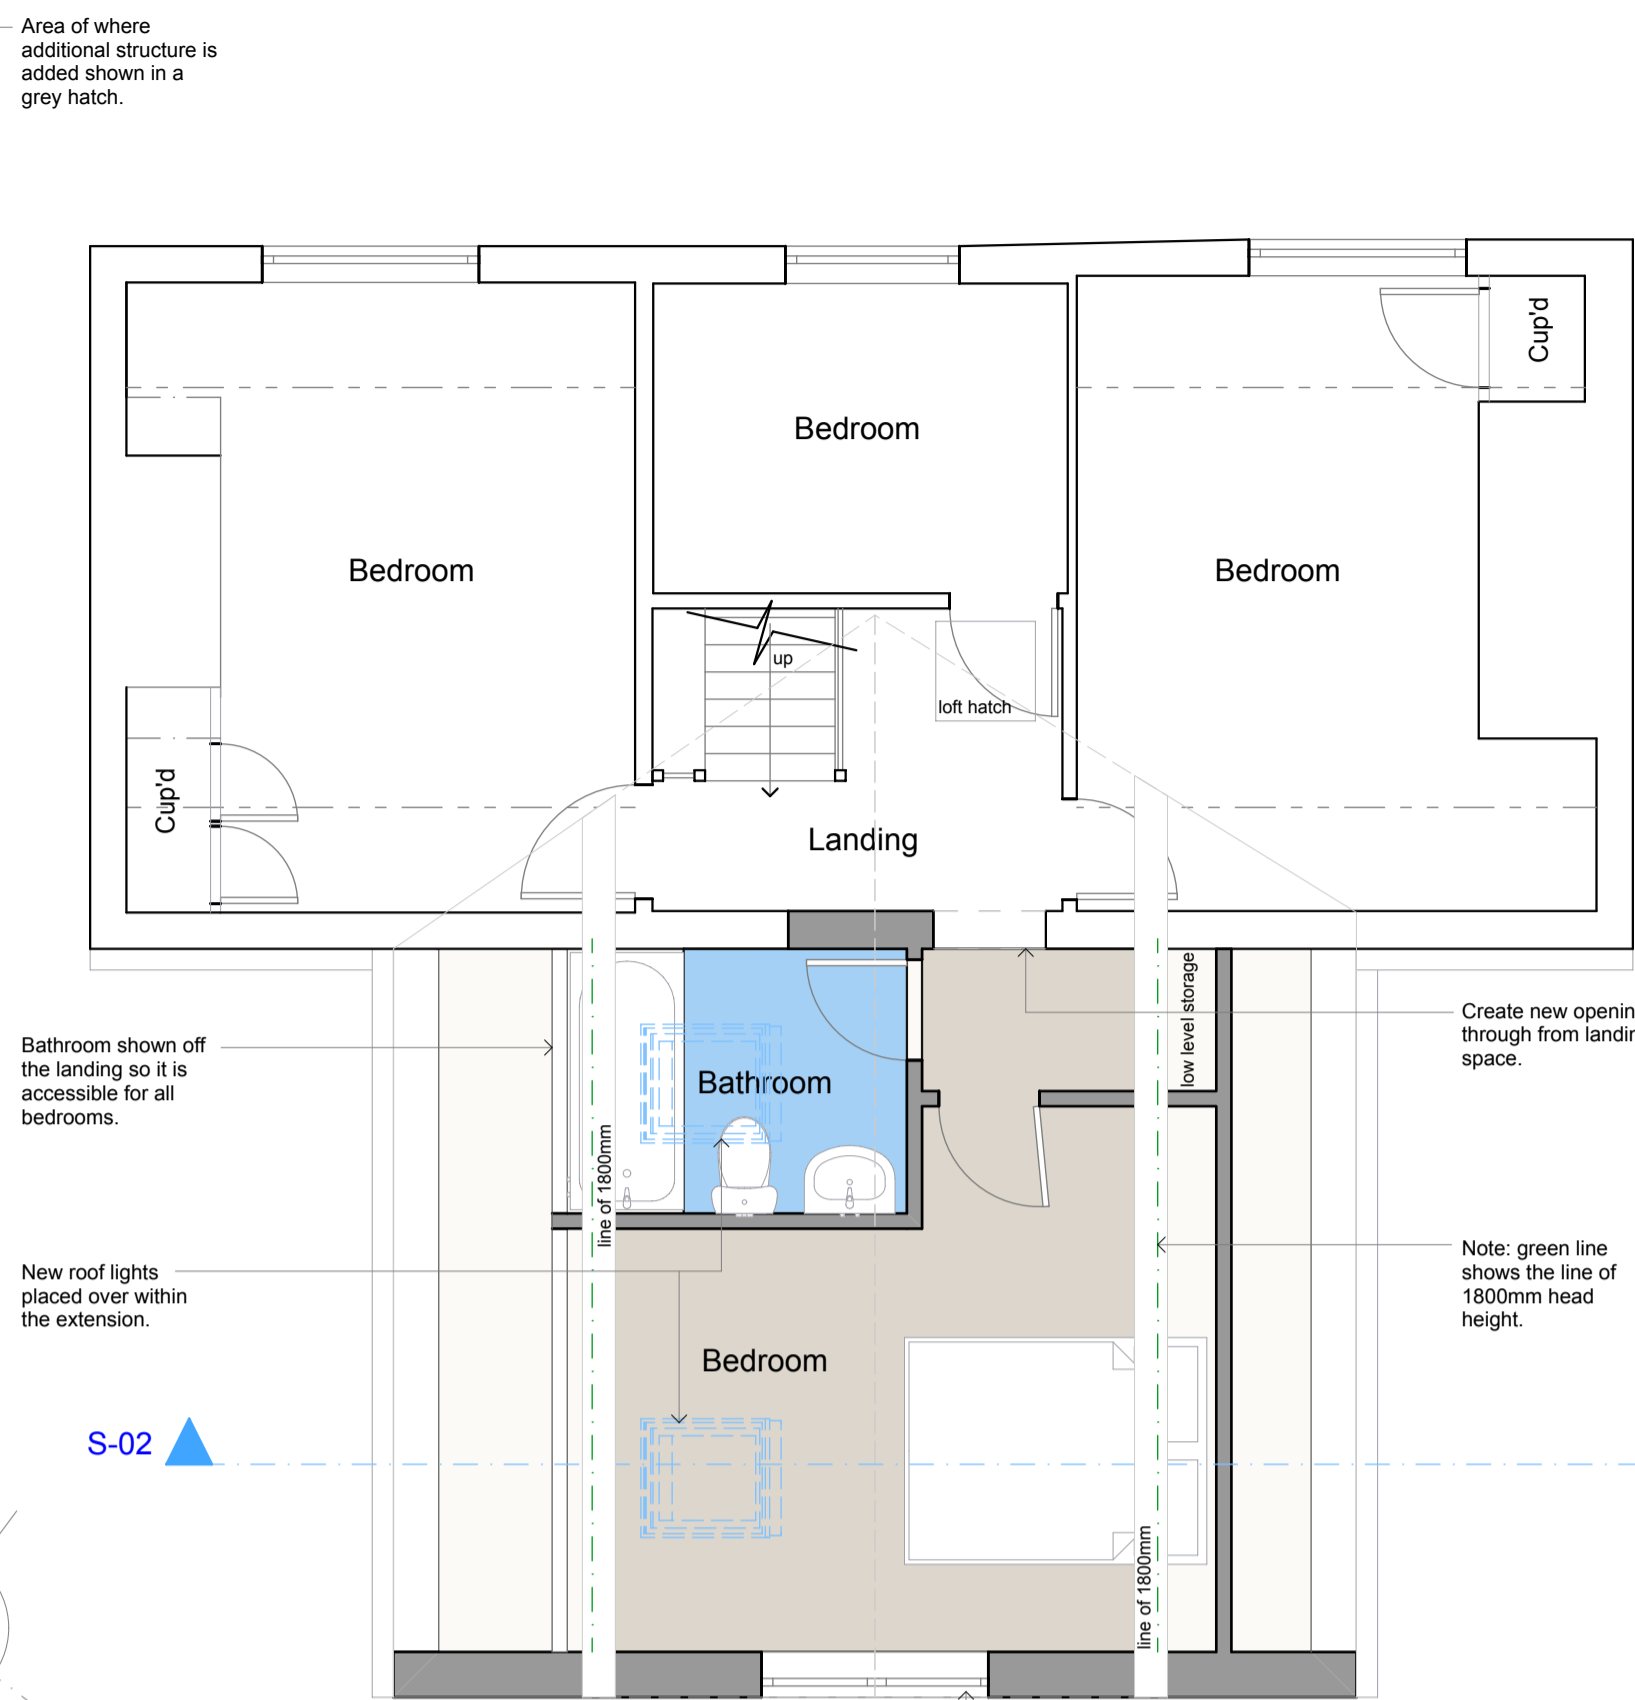 Area of where
additional structure is
added shown in a
grey hatch.
Cup'd
Bedroom
Bedroom
Bedroom
up
loft hatch
Cup'd
Landing
low level storage
Create new openin
through from landin
space.
Bathroom shown off
the landing so it is
accessible for all
bedrooms.
Bathroom
line of 1800mm
New roof lights
placed over within
the extension.
Note: green line
shows the line of
1800mm head
height.
Bedroom
S-02
line of 1800mm